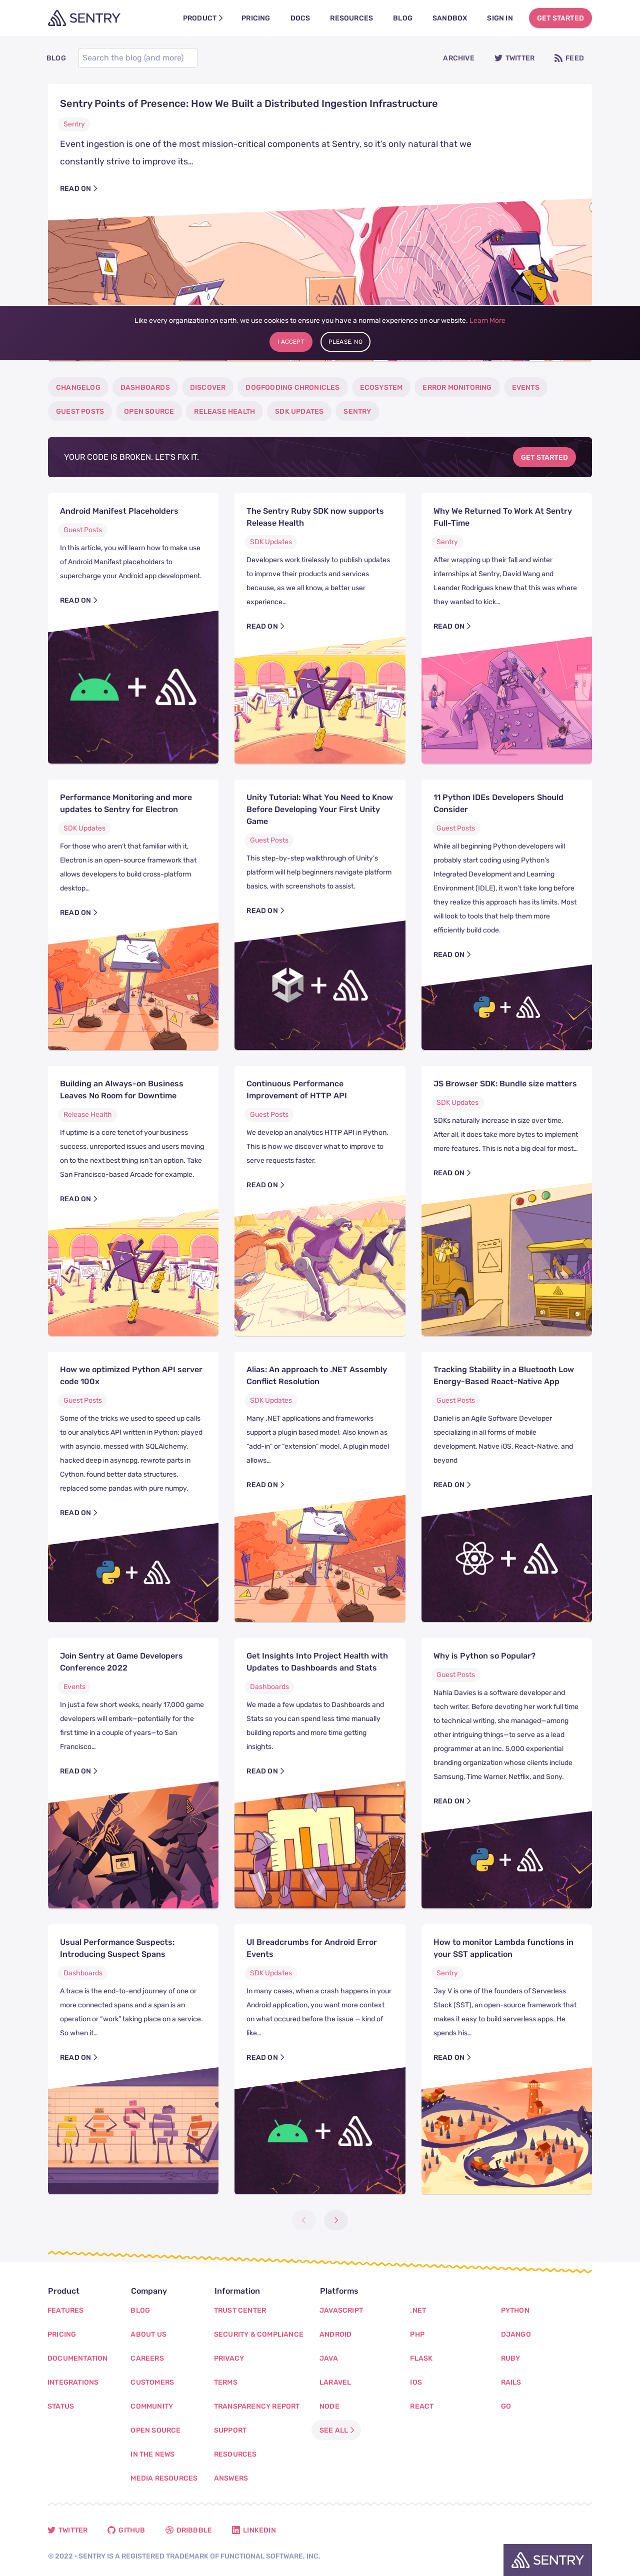 SENTRY
PRODUCT
PRICING
DOCS
RESOURCES
BLOG
SANDBOX
SIGN IN
GET STARTED
BLOG
Search the blog (and more)
ARCHIVE
TWITTER
FEED
Sentry Points of Presence: How We Built a Distributed Ingestion Infrastructure
Sentry
Event ingestion is one of the most mission-critical components at Sentry, so it's only natural that we
constantly strive to improve its…
READ ON
Like every organization on earth, we use cookies to ensure you have a normal experience on our website. Learn More
I ACCEPT
PLEASE, NO
CHANGELOG
DASHBOARDS
DISCOVER
DOGFOODING CHRONICLES
ECOSYSTEM
ERROR MONITORING
EVENTS
GUEST POSTS
OPEN SOURCE
RELEASE HEALTH
SDK UPDATES
SENTRY
YOUR CODE IS BROKEN. LET'S FIX IT.
GET STARTED
Android Manifest Placeholders
Guest Posts
In this article, you will learn how to make use
of Android Manifest placeholders to
supercharge your Android app development.
READ ON
The Sentry Ruby SDK now supports
Release Health
SDK Updates
Developers work tirelessly to publish updates
to improve their products and services
because, as we all know, a better user
experience…
READ ON
Why We Returned To Work At Sentry
Full-Time
Sentry
After wrapping up their fall and winter
internships at Sentry, David Wang and
Leander Rodrigues knew that this was where
they wanted to kick…
READ ON
Performance Monitoring and more
updates to Sentry for Electron
SDK Updates
For those who aren't that familiar with it,
Electron is an open-source framework that
allows developers to build cross-platform
desktop…
READ ON
Unity Tutorial: What You Need to Know
Before Developing Your First Unity
Game
Guest Posts
This step-by-step walkthrough of Unity's
platform will help beginners navigate platform
basics, with screenshots to assist.
READ ON
11 Python IDEs Developers Should
Consider
Guest Posts
While all beginning Python developers will
probably start coding using Python's
Integrated Development and Learning
Environment (IDLE), it won't take long before
they realize this approach has its limits. Most
will look to tools that help them more
efficiently build code.
READ ON
Building an Always-on Business
Leaves No Room for Downtime
Release Health
If uptime is a core tenet of your business
success, unreported issues and users moving
on to the next best thing isn't an option. Take
San Francisco-based Arcade for example.
READ ON
Continuous Performance
Improvement of HTTP API
Guest Posts
We develop an analytics HTTP API in Python.
This is how we discover what to improve to
serve requests faster.
READ ON
JS Browser SDK: Bundle size matters
SDK Updates
SDKs naturally increase in size over time.
After all, it does take more bytes to implement
more features. This is not a big deal for most…
READ ON
How we optimized Python API server
code 100x
Guest Posts
Some of the tricks we used to speed up calls
to our analytics API written in Python: played
with asyncio, messed with SQLAlchemy,
hacked deep in asyncpg, rewrote parts in
Cython, found better data structures,
replaced some pandas with pure numpy.
READ ON
Alias: An approach to .NET Assembly
Conflict Resolution
SDK Updates
Many .NET applications and frameworks
support a plugin based model. Also known as
“add-in” or “extension” model. A plugin model
allows…
READ ON
Tracking Stability in a Bluetooth Low
Energy-Based React-Native App
Guest Posts
Daniel is an Agile Software Developer
specializing in all forms of mobile
development, Native iOS, React-Native, and
beyond
READ ON
Join Sentry at Game Developers
Conference 2022
Events
In just a few short weeks, nearly 17,000 game
developers will embark—potentially for the
first time in a couple of years—to San
Francisco…
READ ON
Get Insights Into Project Health with
Updates to Dashboards and Stats
Dashboards
We made a few updates to Dashboards and
Stats so you can spend less time manually
building reports and more time getting
insights.
READ ON
Why is Python so Popular?
Guest Posts
Nahla Davies is a software developer and
tech writer. Before devoting her work full time
to technical writing, she managed—among
other intriguing things—to serve as a lead
programmer at an Inc. 5,000 experiential
branding organization whose clients include
Samsung, Time Warner, Netflix, and Sony.
READ ON
Usual Performance Suspects:
Introducing Suspect Spans
Dashboards
A trace is the end-to-end journey of one or
more connected spans and a span is an
operation or “work” taking place on a service.
So when it…
READ ON
UI Breadcrumbs for Android Error
Events
SDK Updates
In many cases, when a crash happens in your
Android application, you want more context
on what occured before the issue — kind of
like…
READ ON
How to monitor Lambda functions in
your SST application
Sentry
Jay V is one of the founders of Serverless
Stack (SST), an open-source framework that
makes it easy to build serverless apps. He
spends his…
READ ON
Product
FEATURES
PRICING
DOCUMENTATION
INTEGRATIONS
STATUS
Company
BLOG
ABOUT US
CAREERS
CUSTOMERS
COMMUNITY
OPEN SOURCE
IN THE NEWS
MEDIA RESOURCES
Information
TRUST CENTER
SECURITY & COMPLIANCE
PRIVACY
TERMS
TRANSPARENCY REPORT
SUPPORT
RESOURCES
ANSWERS
Platforms
JAVASCRIPT
ANDROID
JAVA
LARAVEL
NODE
SEE ALL
.NET
PHP
FLASK
IOS
REACT
PYTHON
DJANGO
RUBY
RAILS
GO
TWITTER
GITHUB
DRIBBBLE
LINKEDIN
© 2022 • SENTRY IS A REGISTERED TRADEMARK OF FUNCTIONAL SOFTWARE, INC.
SENTRY